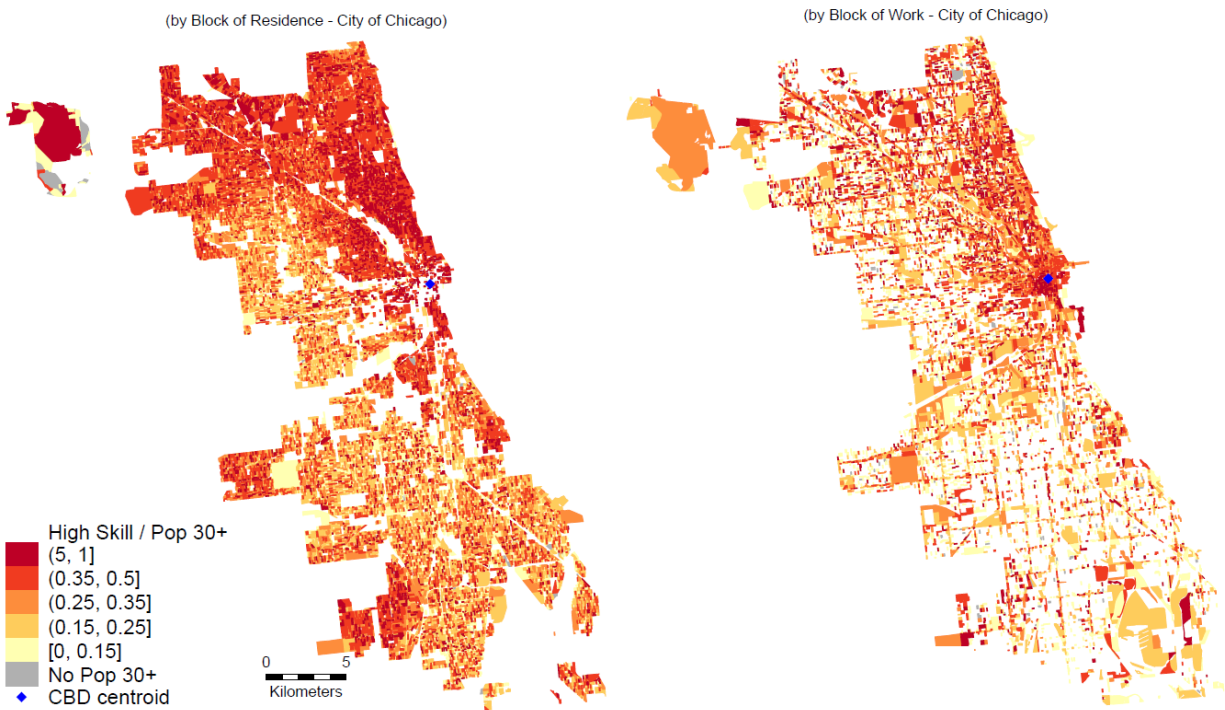 (by Block of Residence - City of Chicago)
(by Block of Work - City of Chicago)
High Skill / Pop 30+
(5, 1]
(0.35, 0.5]
(0.25, 0.35]
(0.15, 0.25]
[0, 0.15]
No Pop 30+
CBD centroid
0 5
Kilometers